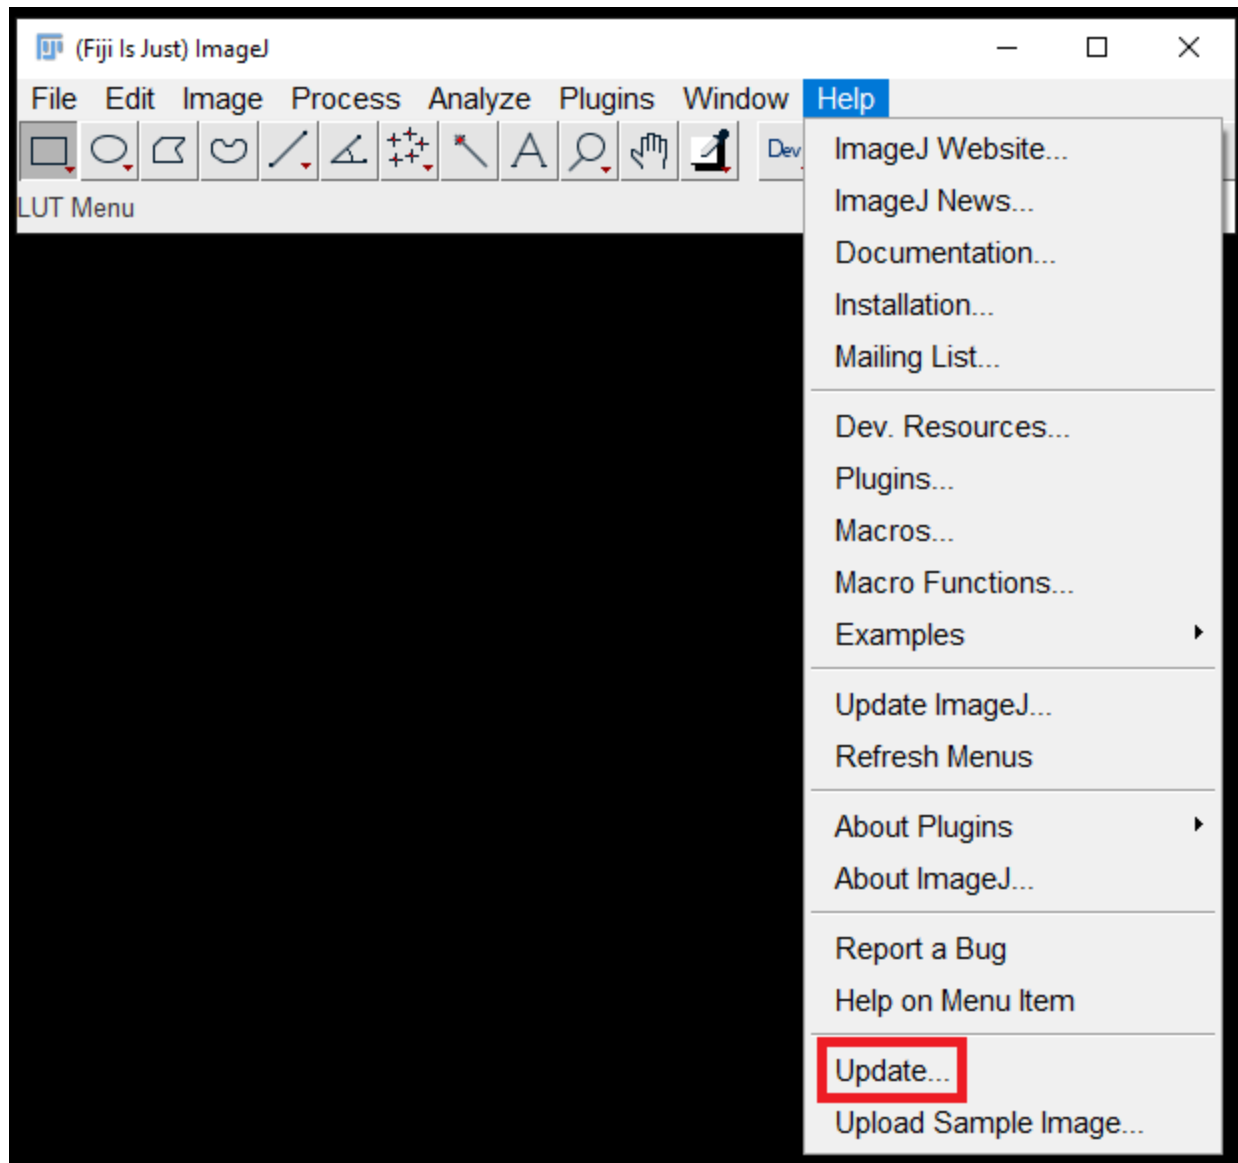 (Fiji Is Just) ImageJ
File Edit Image Process Analyze Plugins Window Help
Dev
LUT Menu
ImageJ Website...
ImageJ News...
Documentation...
Installation...
Mailing List...
Dev. Resources...
Plugins...
Macros...
Macro Functions...
Examples
Update ImageJ...
Refresh Menus
About Plugins
About ImageJ...
Report a Bug
Help on Menu Item
Update...
Upload Sample Image...